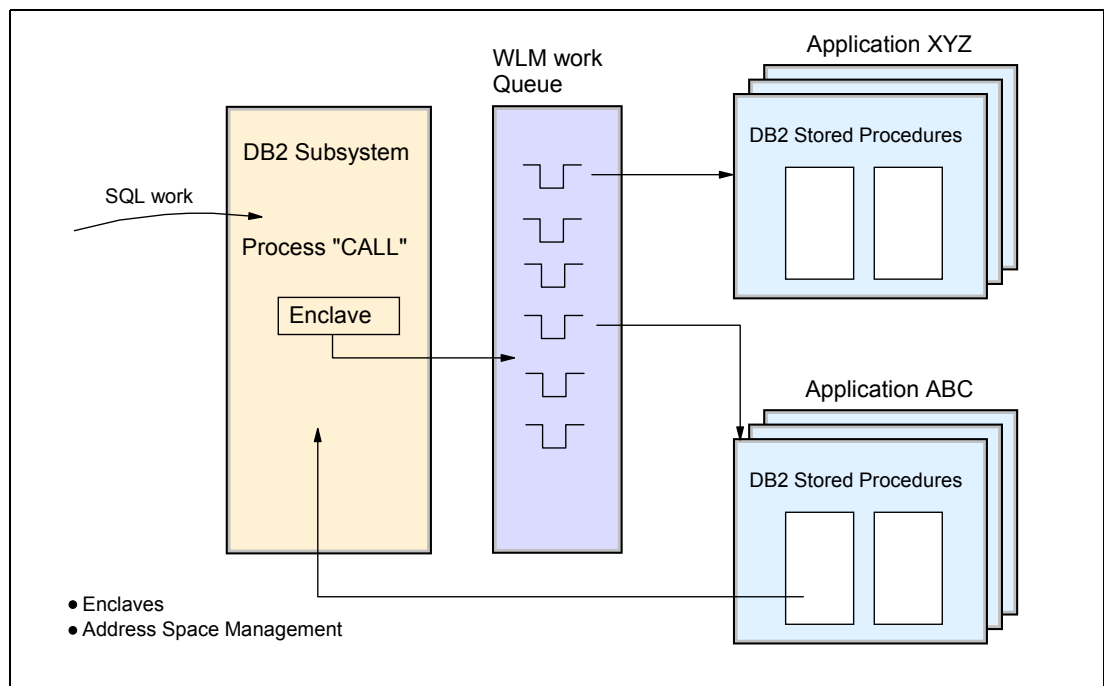 Application XYZ
WLM work
Queue
DB2 Subsystem
DB2 Stored Procedures
SQL work
Process "CALL"
Enclave
Application ABC
DB2 Stored Procedures
● Enclaves
● Address Space Management